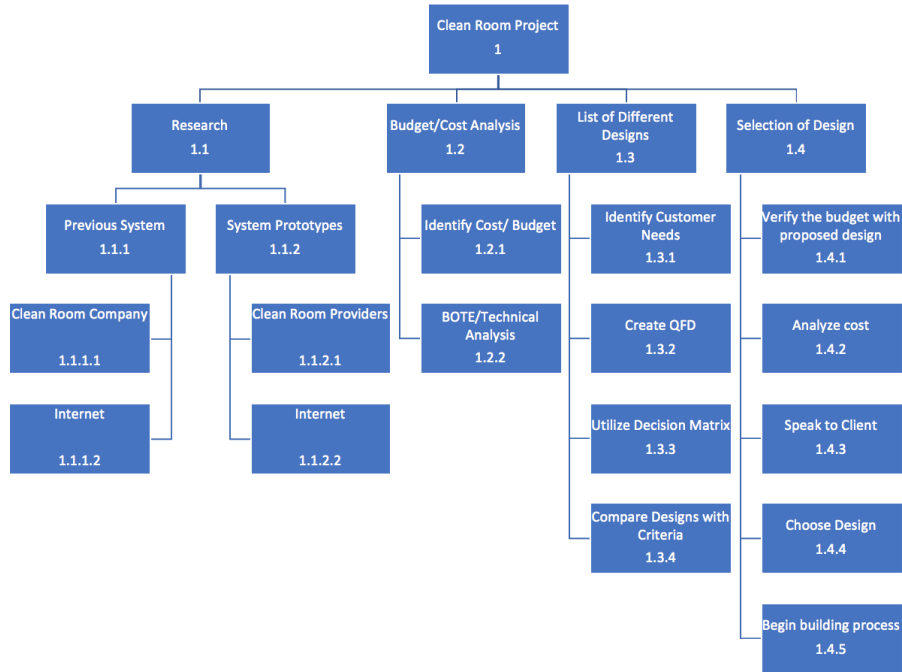 Clean Room Project
1
Research
1.1
Budget/Cost Analysis
1.2
List of Different
Designs
1.3
Selection of Design
1.4
Previous System
1.1.1
System Prototypes
1.1.2
Identify Cost/ Budget
1.2.1
Identify Customer
Needs
1.3.1
Verify the budget with
proposed design
1.4.1
Clean Room Company
1.1.1.1
Clean Room Providers
1.1.2.1
BOTE/Technical
Analysis
1.2.2
Create QFD
1.3.2
Analyze cost
1.4.2
Internet
1.1.1.2
Internet
1.1.2.2
Utilize Decision Matrix
1.3.3
Speak to Client
1.4.3
Compare Designs with
Criteria
1.3.4
Choose Design
1.4.4
Begin building process
1.4.5